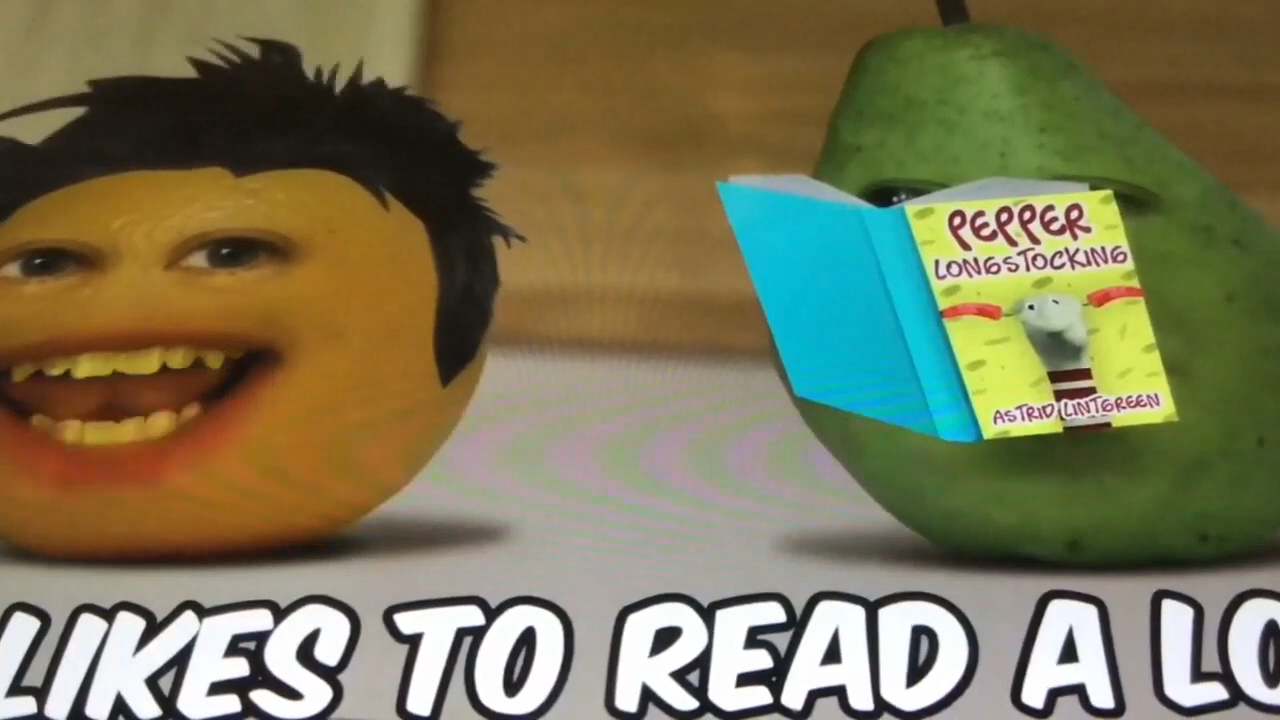 PEPPER
LONGSTOCKING
ASTRID LINTGREEN
LIKES TO READ A LO